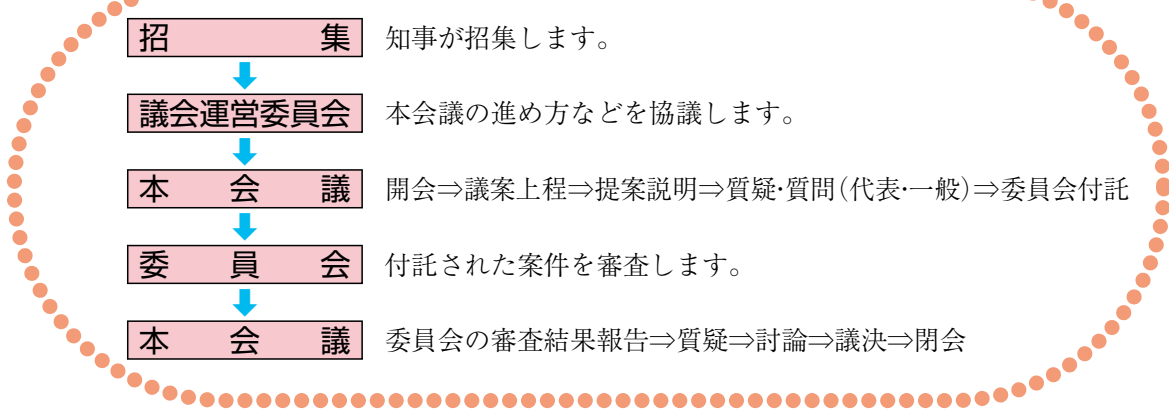 招集 知事が招集します。
議会運営委員会 本会議の進め方などを協議します。
本会議 開会⇒議案上程⇒提案説明⇒質疑・質問(代表・一般)⇒委員会付託
委員会 付託された案件を審査します。
本会議 委員会の審査結果報告⇒質疑⇒討論⇒議決⇒閉会